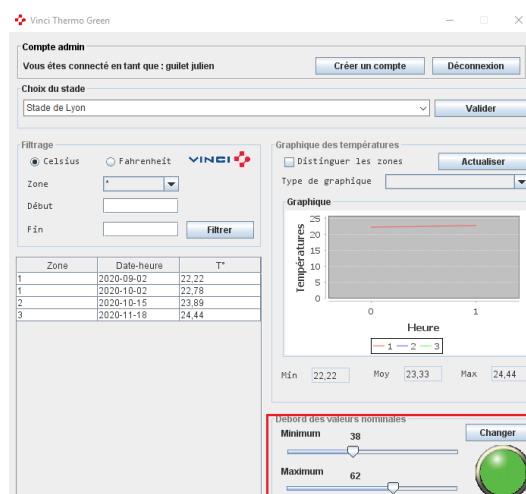 Vinci Thermo Green
Compte admin
Vous êtes connecté en tant que : guilet julien
Créer un compte
Déconnexion
Choix du stade
Stade de Lyon
Valider
Filtrage
Celsius
Fahrenheit
VINCI
Zone
*
Début
Fin
Filtrer
Zone Date-heure T°
1 2020-09-02 22,22
1 2020-10-02 22,78
2 2020-10-15 23,89
3 2020-11-18 24,44
Graphique des températures
Distinguer les zones
Actualiser
Type de graphique
Graphique
Températures
25
20
15
10
5
0
0 1
Heure
1 2 3
Min 22,22 Moy 23,33 Max 24,44
Debord des valeurs nominales
Minimum 38
Changer
Maximum 62